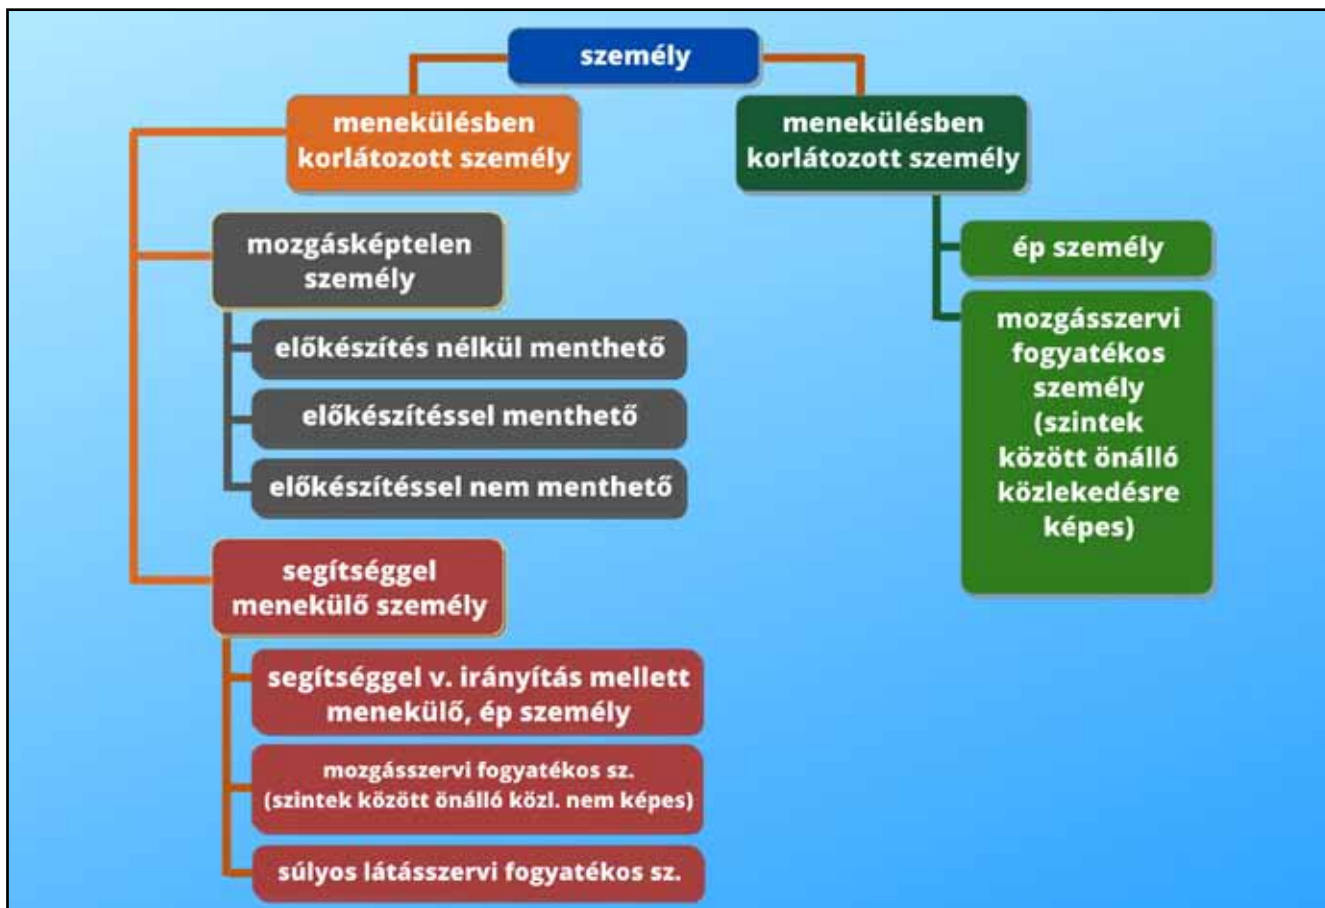 személy
menekülésben
korlátozott személy
menekülésben
korlátozott személy
mozgásképtelen
személy
előkészítés nélkül menthető
előkészítéssel menthető
előkészítéssel nem menthető
segítséggel
menekülő személy
segítséggel v. irányítás mellett
menekülő, ép személy
mozgásszervi fogyatékos sz.
(szintek között önálló közl. nem képes)
súlyos látásszervi fogyatékos sz.
ép személy
mozgásszervi
fogyatékos
személy
(szintek
között önálló
közlekedésre
képes)